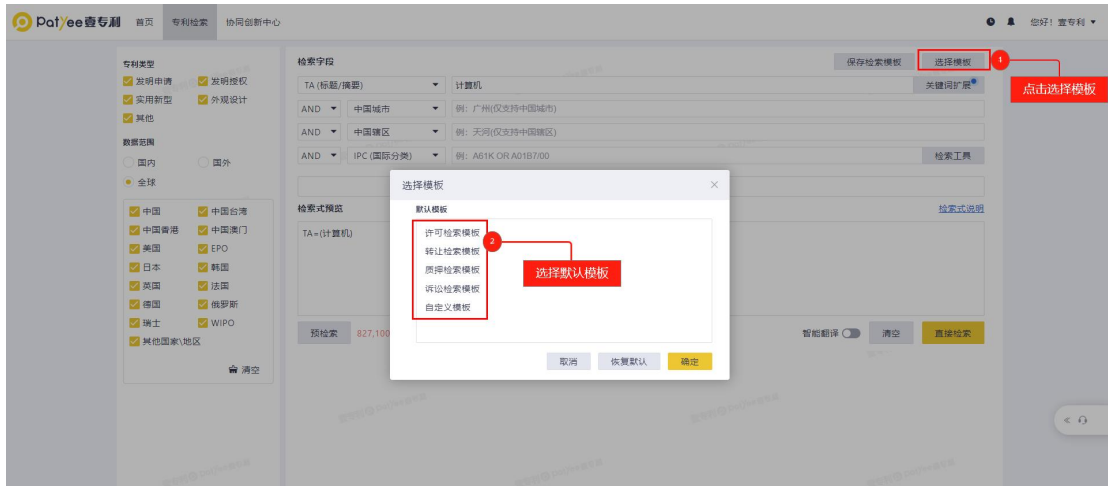 Patyee壹专利 首页 专利检索 协同创新中心 您好！壹专利
专利类型
发明申请 发明授权
实用新型 外观设计
其他
数据范围
国内 国外
全球
中国 中国台湾
中国香港 中国澳门
美国 EPO
日本 韩国
英国 法国
德国 俄罗斯
瑞士 WIPO
其他国家\地区
清空
检索字段 保存检索模板 选择模板 1
点击选择模板
TA (标题/摘要) 计算机 关键词扩展
AND 中国城市 例：广州(仅支持中国城市)
AND 中国辖区 例：天河(仅支持中国辖区)
AND IPC (国际分类) 例：A61K OR A01B7/00 检索工具
检索式预览 检索式说明
TA=(计算机)
预检索 827,100 智能翻译 清空 直接检索
选择模板
默认模板
许可检索模板
转让检索模板
质押检索模板
诉讼检索模板
自定义模板
2
选择默认模板
取消 恢复默认 确定